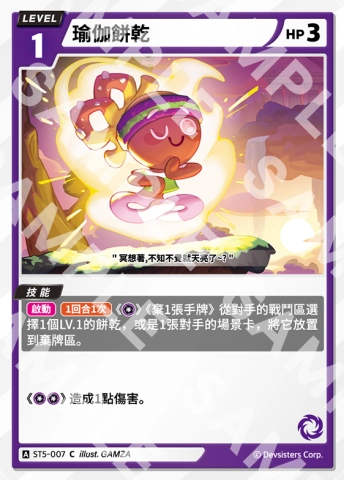 LEVEL
1
瑜伽餅乾
HP 3
" 冥想著,不知不覺就天亮了~? "
技能
啟動 1回合1次 《》《棄1張手牌》從對手的戰鬥區選
擇1個LV.1的餅乾，或是1張對手的場景卡，將它放置
到棄牌區。
《》造成1點傷害。
A ST5-007 C illust. GAMZA
© Devsisters Corp.
SAMPLE